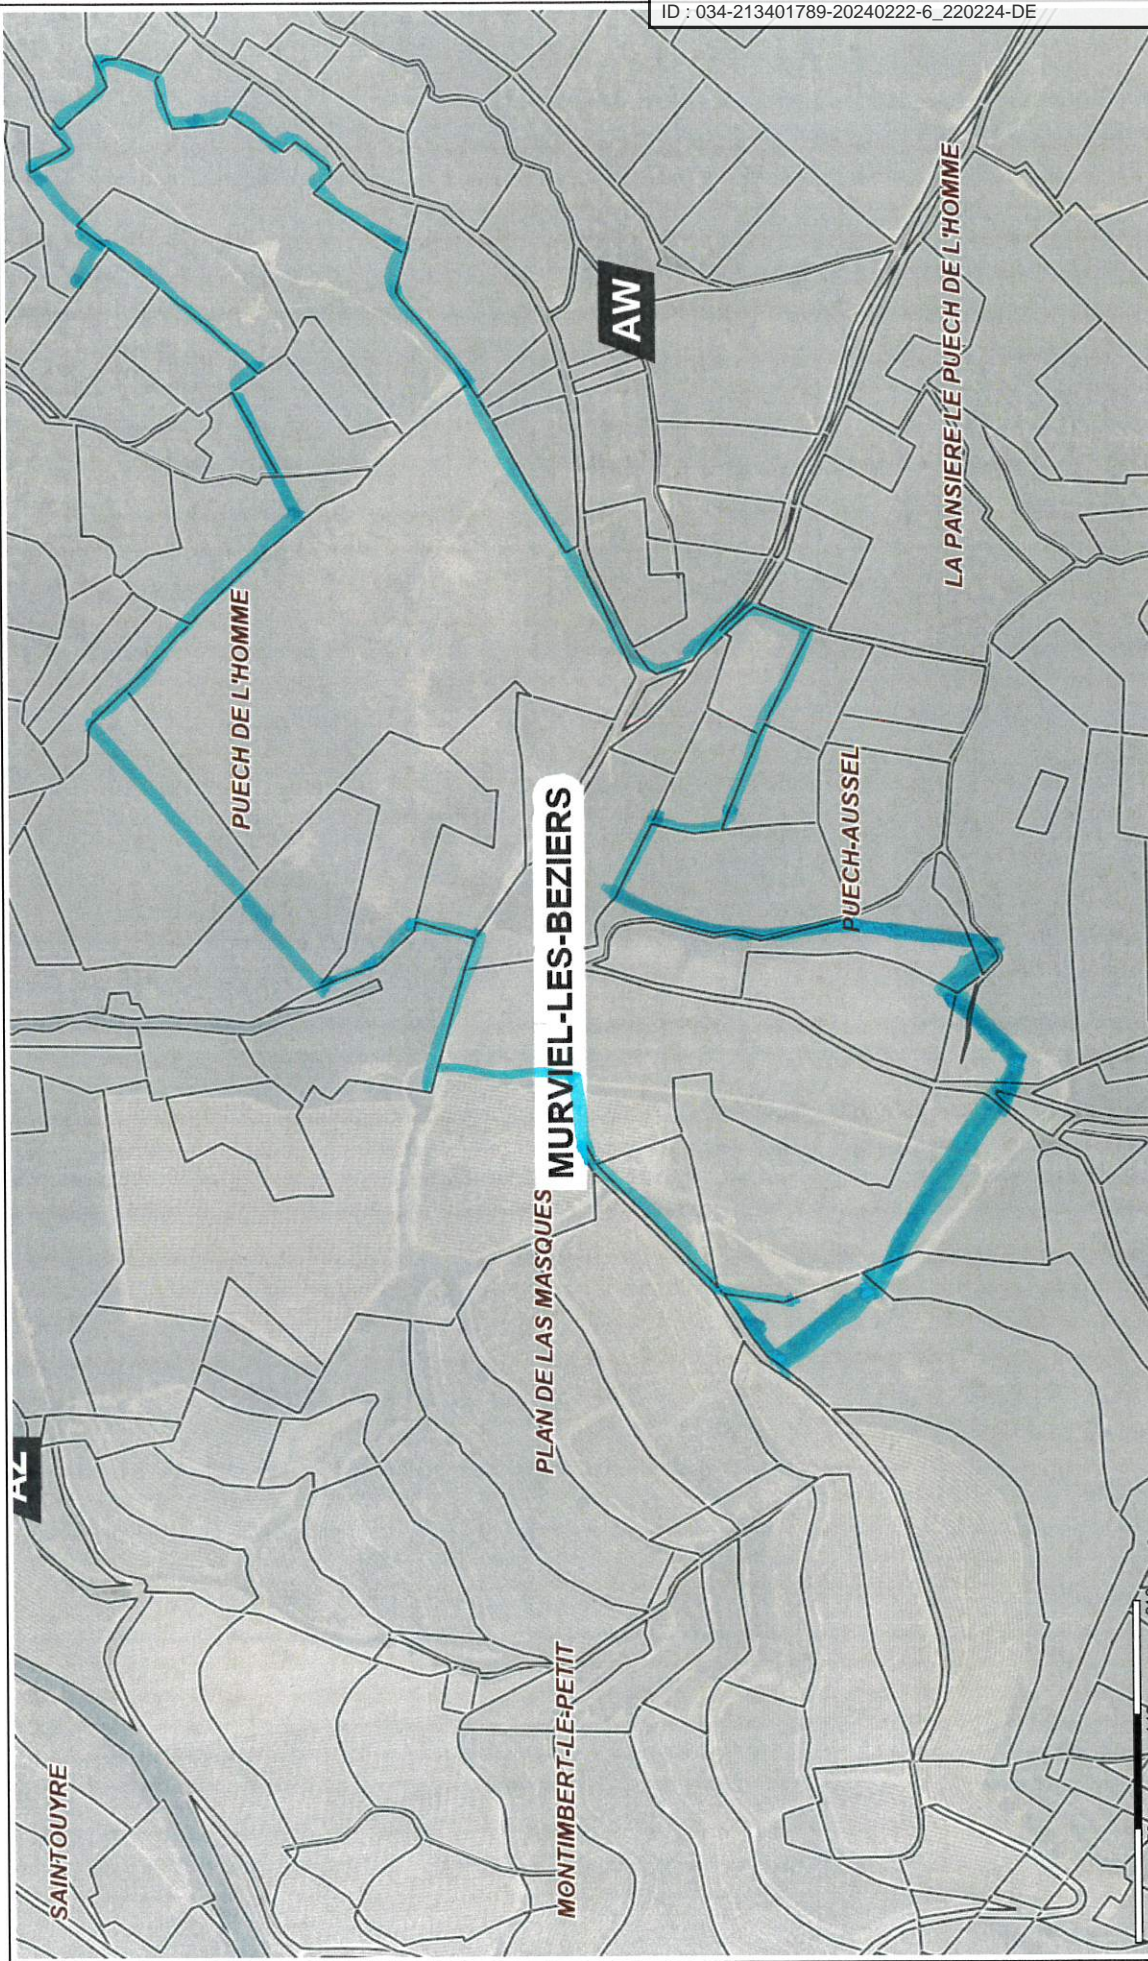 ID : 034-213401789-20240222-6_220224-DE
AW
LA PANSIERE-LE PUECH DE L'HOMME
PUECH DE L'HOMME
PUECH-AUSSEL
MURVIEL-LES-BEZIERS
PLAN DE LAS MASQUES
AZ
MONTIMBERT-LE-PETIT
SAINTOUYRE